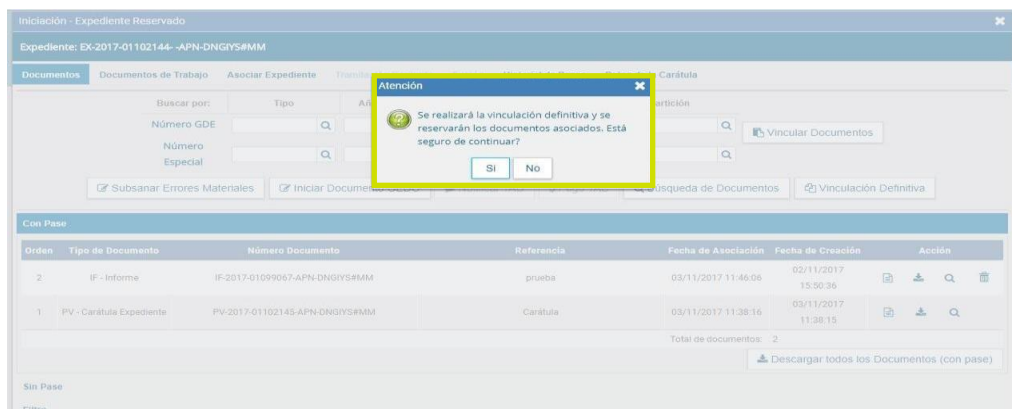 Iniciación - Expediente Reservado
Expediente: EX-2017-01102144- -APN-DNGIYS#MM
Documentos Documentos de Trabajo Asociar Expediente Carátula
Atención
Se realizará la vinculación definitiva y se
reservarán los documentos asociados. Está
seguro de continuar?
Si No
Buscar por: Tipo
Número GDE
Vincular Documentos
Número
Especial
Subsanar Errores Materiales Iniciar Documento Búsqueda de Documentos Vinculación Definitiva
Con Pase
Orden Tipo de Documento Número Documento Referencia Fecha de Asociación Fecha de Creación Acción
2 IF - Informe IF-2017-01099067-APN-DNGIYS#MM prueba 03/11/2017 11:46:06 02/11/2017
15:50:36
1 PV - Carátula Expediente PV-2017-01102145-APN-DNGIYS#MM Carátula 03/11/2017 11:38:16 03/11/2017
11:38:15
Total de documentos: 2
Descargar todos los Documentos (con pase)
Sin Pase